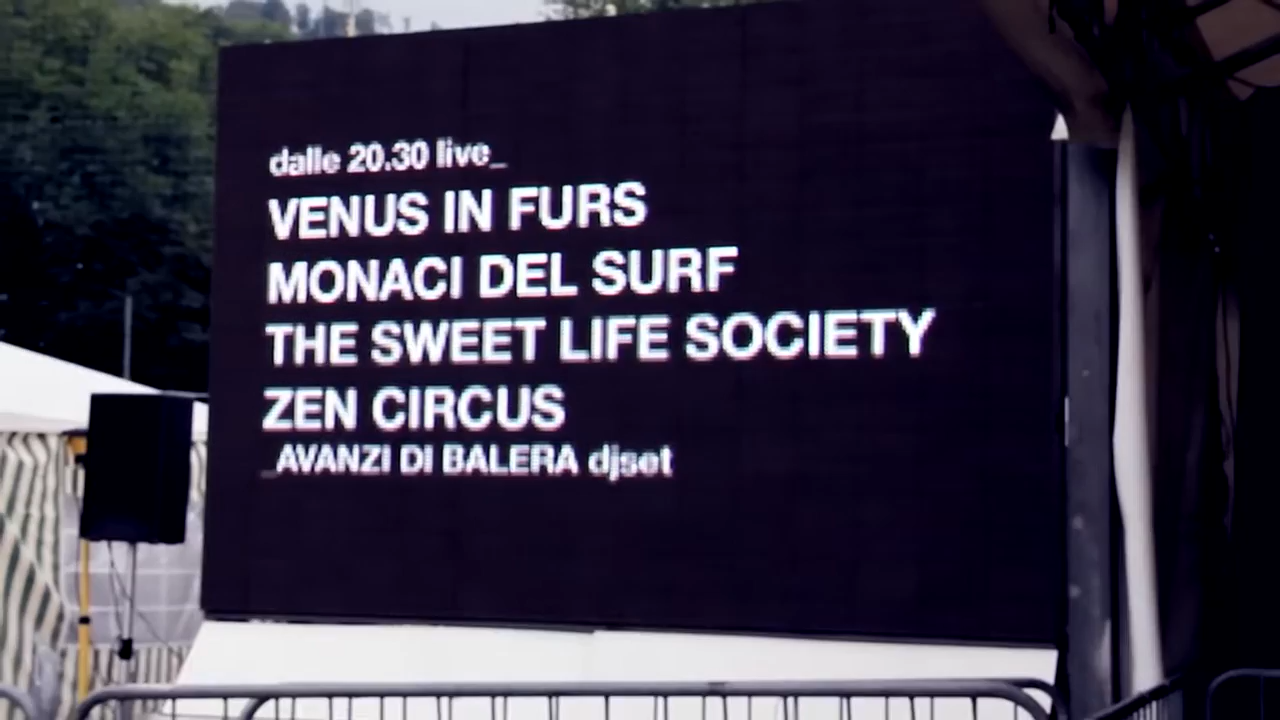 dalle 20.30 live_
VENUS IN FURS
MONACI DEL SURF
THE SWEET LIFE SOCIETY
ZEN CIRCUS
_AVANZI DI BALERA djset